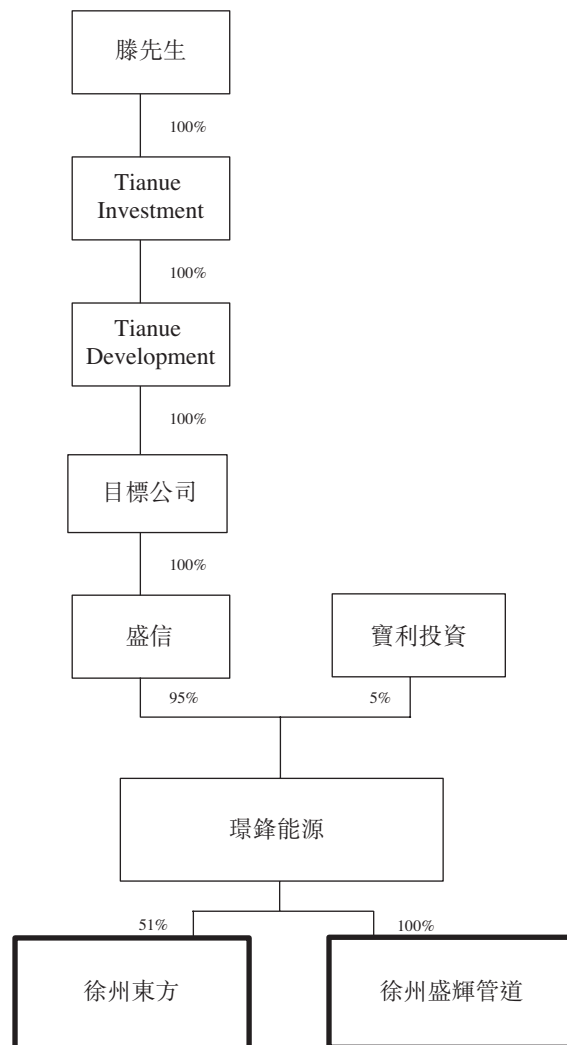 滕先生
100%
Tianue
Investment
100%
Tianue
Development
100%
目標公司
100%
盛信
寶利投資
95%
5%
璟鋒能源
51%
100%
徐州東方
徐州盛輝管道